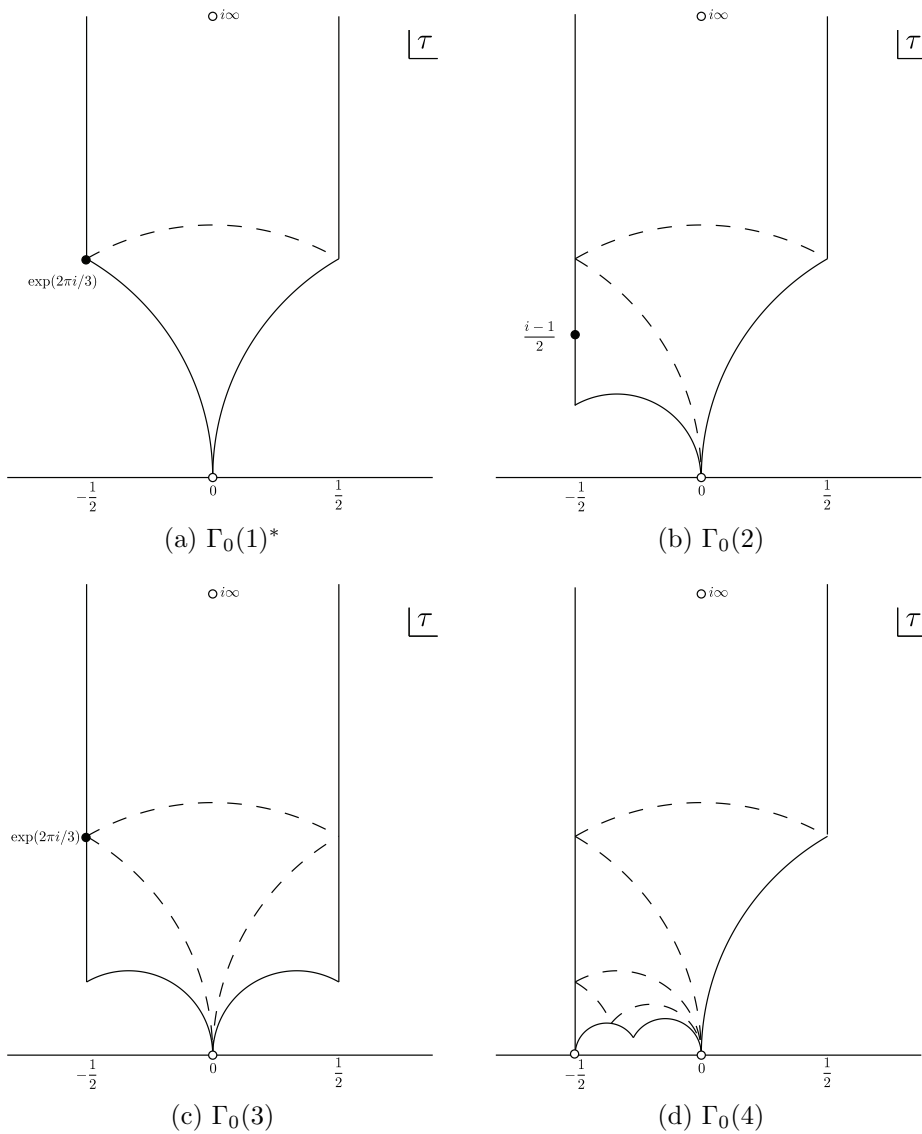 i∞ i∞
τ τ
exp(2πi/3)
i − 1
2
−1/2 0 1/2 −1/2 0 1/2
(a) Γ₀(1)* (b) Γ₀(2)
i∞ i∞
τ τ
exp(2πi/3)
−1/2 0 1/2 −1/2 0 1/2
(c) Γ₀(3) (d) Γ₀(4)